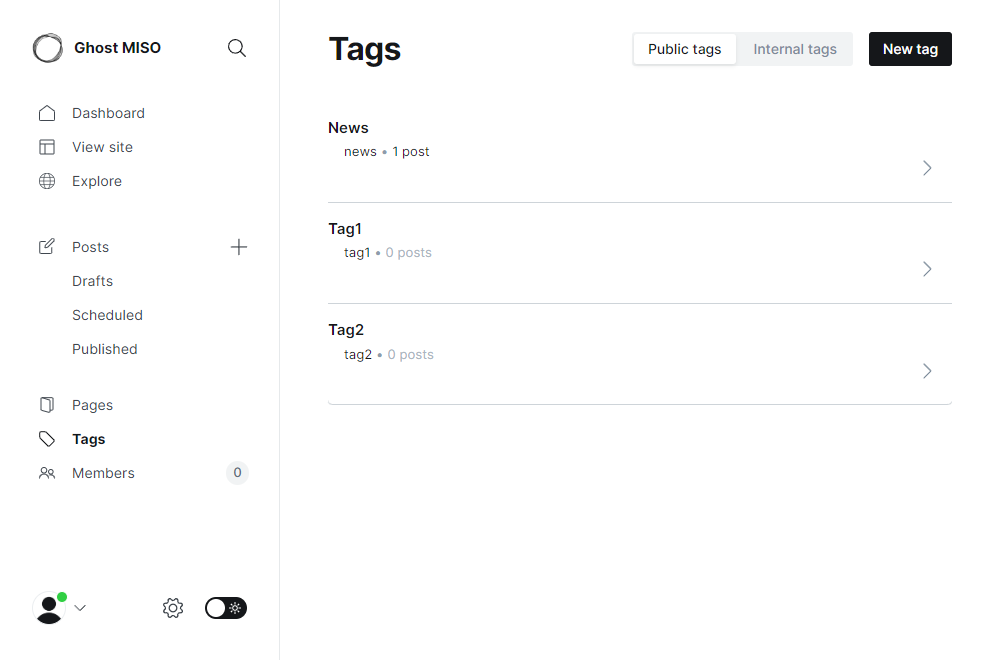 Ghost MISO
Dashboard
View site
Explore
Posts
Drafts
Scheduled
Published
Pages
Tags
Members 0
Tags
Public tags Internal tags New tag
News
news • 1 post
Tag1
tag1 • 0 posts
Tag2
tag2 • 0 posts